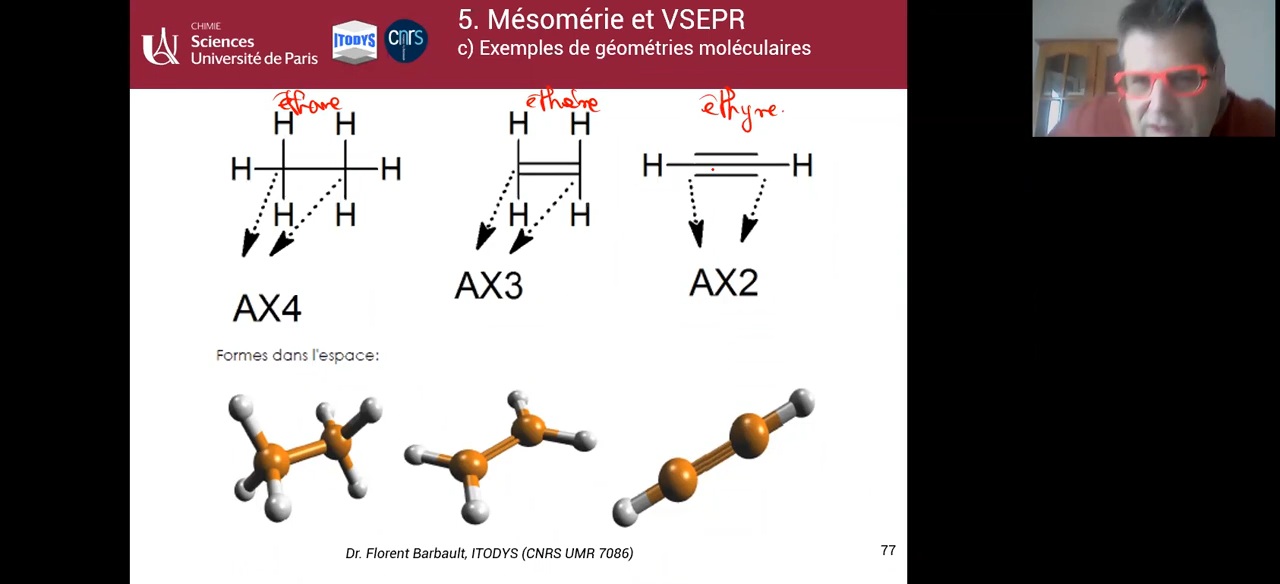 CHIMIE
Sciences
Université de Paris
ITODYS
cnrs
5. Mésomérie et VSEPR
c) Exemples de géométries moléculaires
éthane éthène éthyne.
H H H H
H H H H
H H H H
AX4 AX3 AX2
Formes dans l'espace:
Dr. Florent Barbault, ITODYS (CNRS UMR 7086)
77